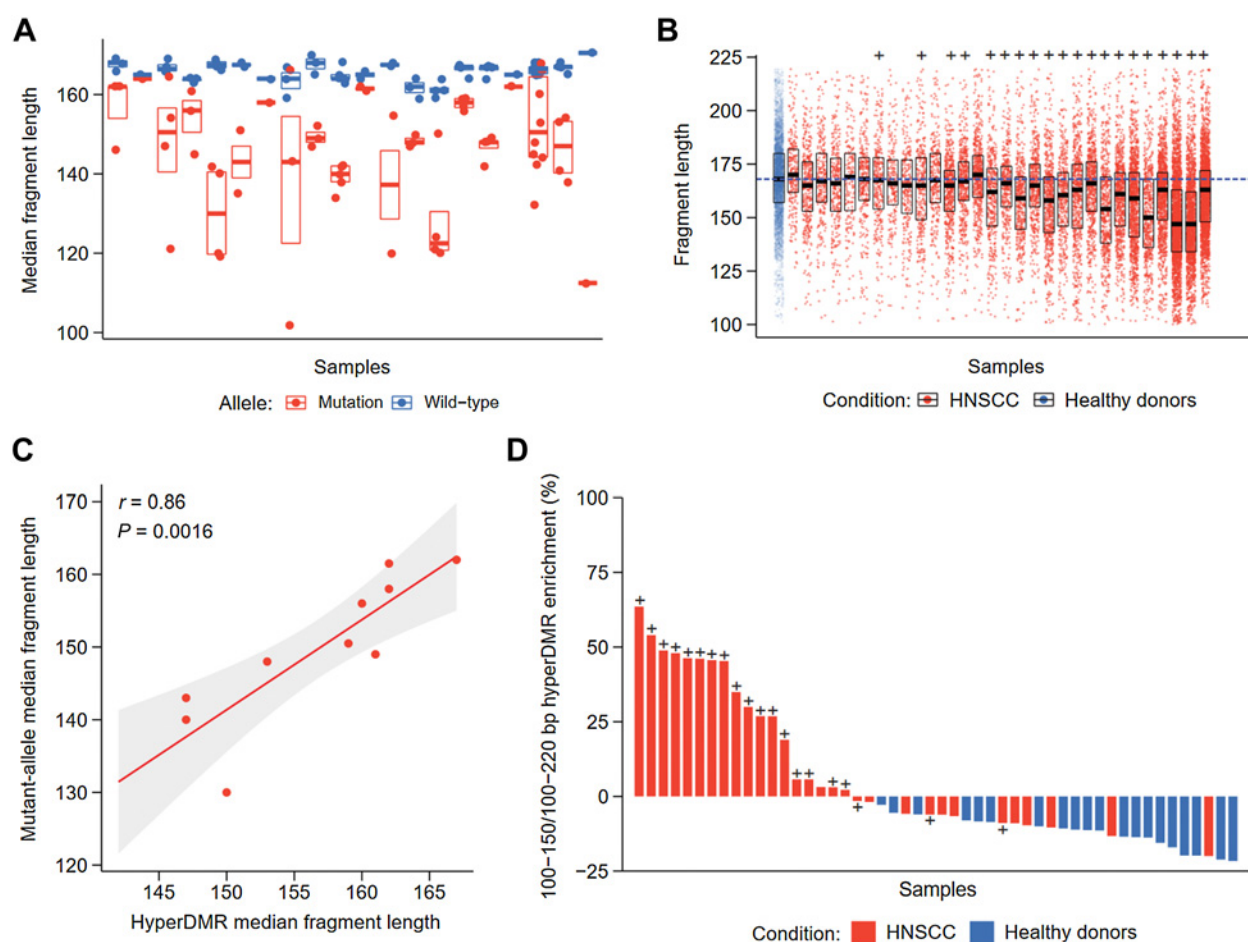 A
Median fragment length
160
140
120
100
Samples
Allele: Mutation Wild-type
B
Fragment length
225
200
175
150
125
100
+ + + + + + + + + + + + + + + + + + + +
Samples
Condition: HNSCC Healthy donors
C
Mutant-allele median fragment length
170
160
150
140
130
120
r = 0.86
P = 0.0016
145 150 155 160 165
HyperDMR median fragment length
D
100-150/100-220 bp hyperDMR enrichment (%)
100
75
50
25
0
-25
+ + + + + + + + + + + + + + + + + + + +
Samples
Condition: HNSCC Healthy donors